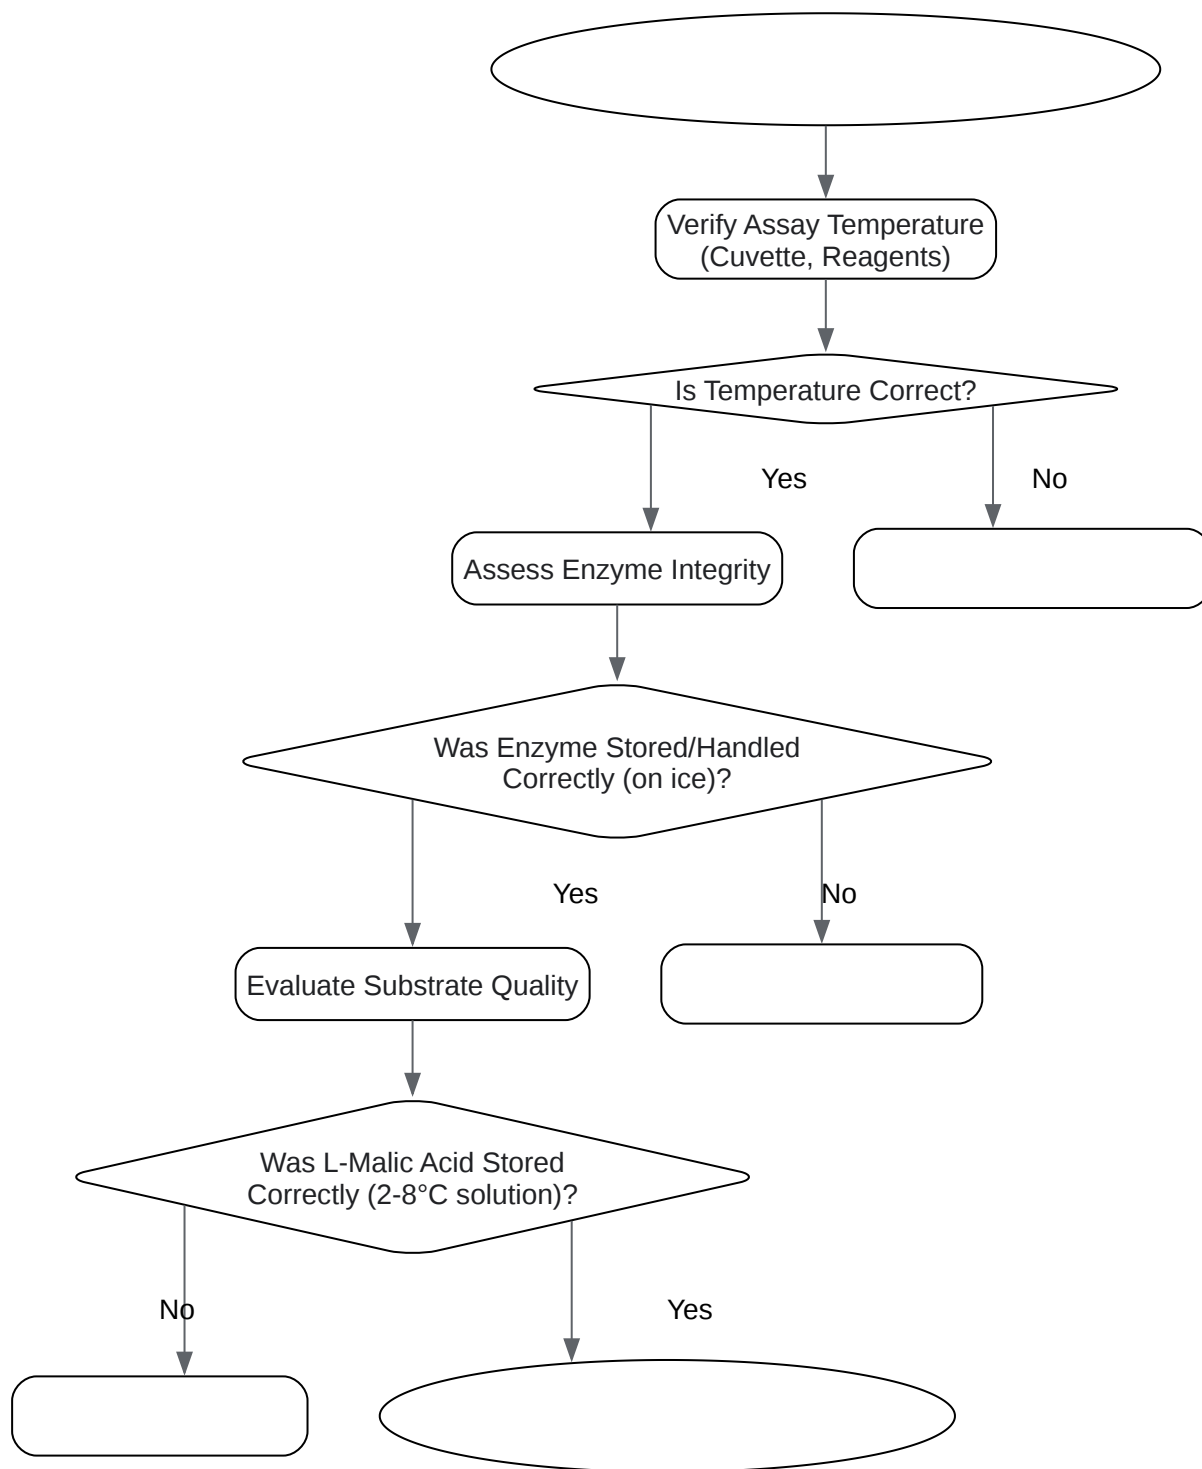 Verify Assay Temperature
(Cuvette, Reagents)
Is Temperature Correct?
Yes
No
Assess Enzyme Integrity
Was Enzyme Stored/Handled
Correctly (on ice)?
Yes
No
Evaluate Substrate Quality
Was L-Malic Acid Stored
Correctly (2-8°C solution)?
No
Yes